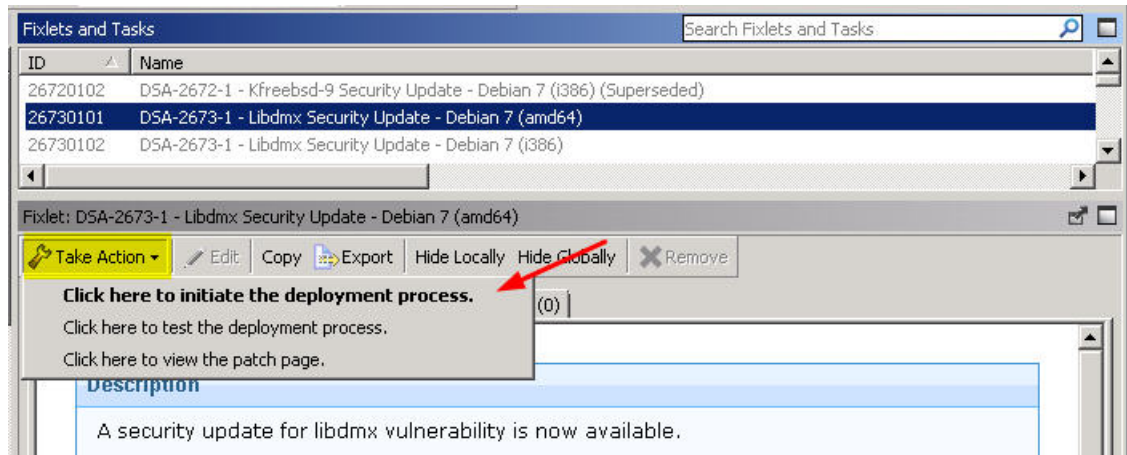 Fixlets and Tasks Search Fixlets and Tasks
ID Name
26720102 DSA-2672-1 - Kfreebsd-9 Security Update - Debian 7 (i386) (Superseded)
26730101 DSA-2673-1 - Libdmx Security Update - Debian 7 (amd64)
26730102 DSA-2673-1 - Libdmx Security Update - Debian 7 (i386)
Fixlet: DSA-2673-1 - Libdmx Security Update - Debian 7 (amd64)
Take Action Edit Copy Export Hide Locally Hide Globally Remove
Click here to initiate the deployment process.
(0)
Click here to test the deployment process.
Click here to view the patch page.
Description
A security update for libdmx vulnerability is now available.